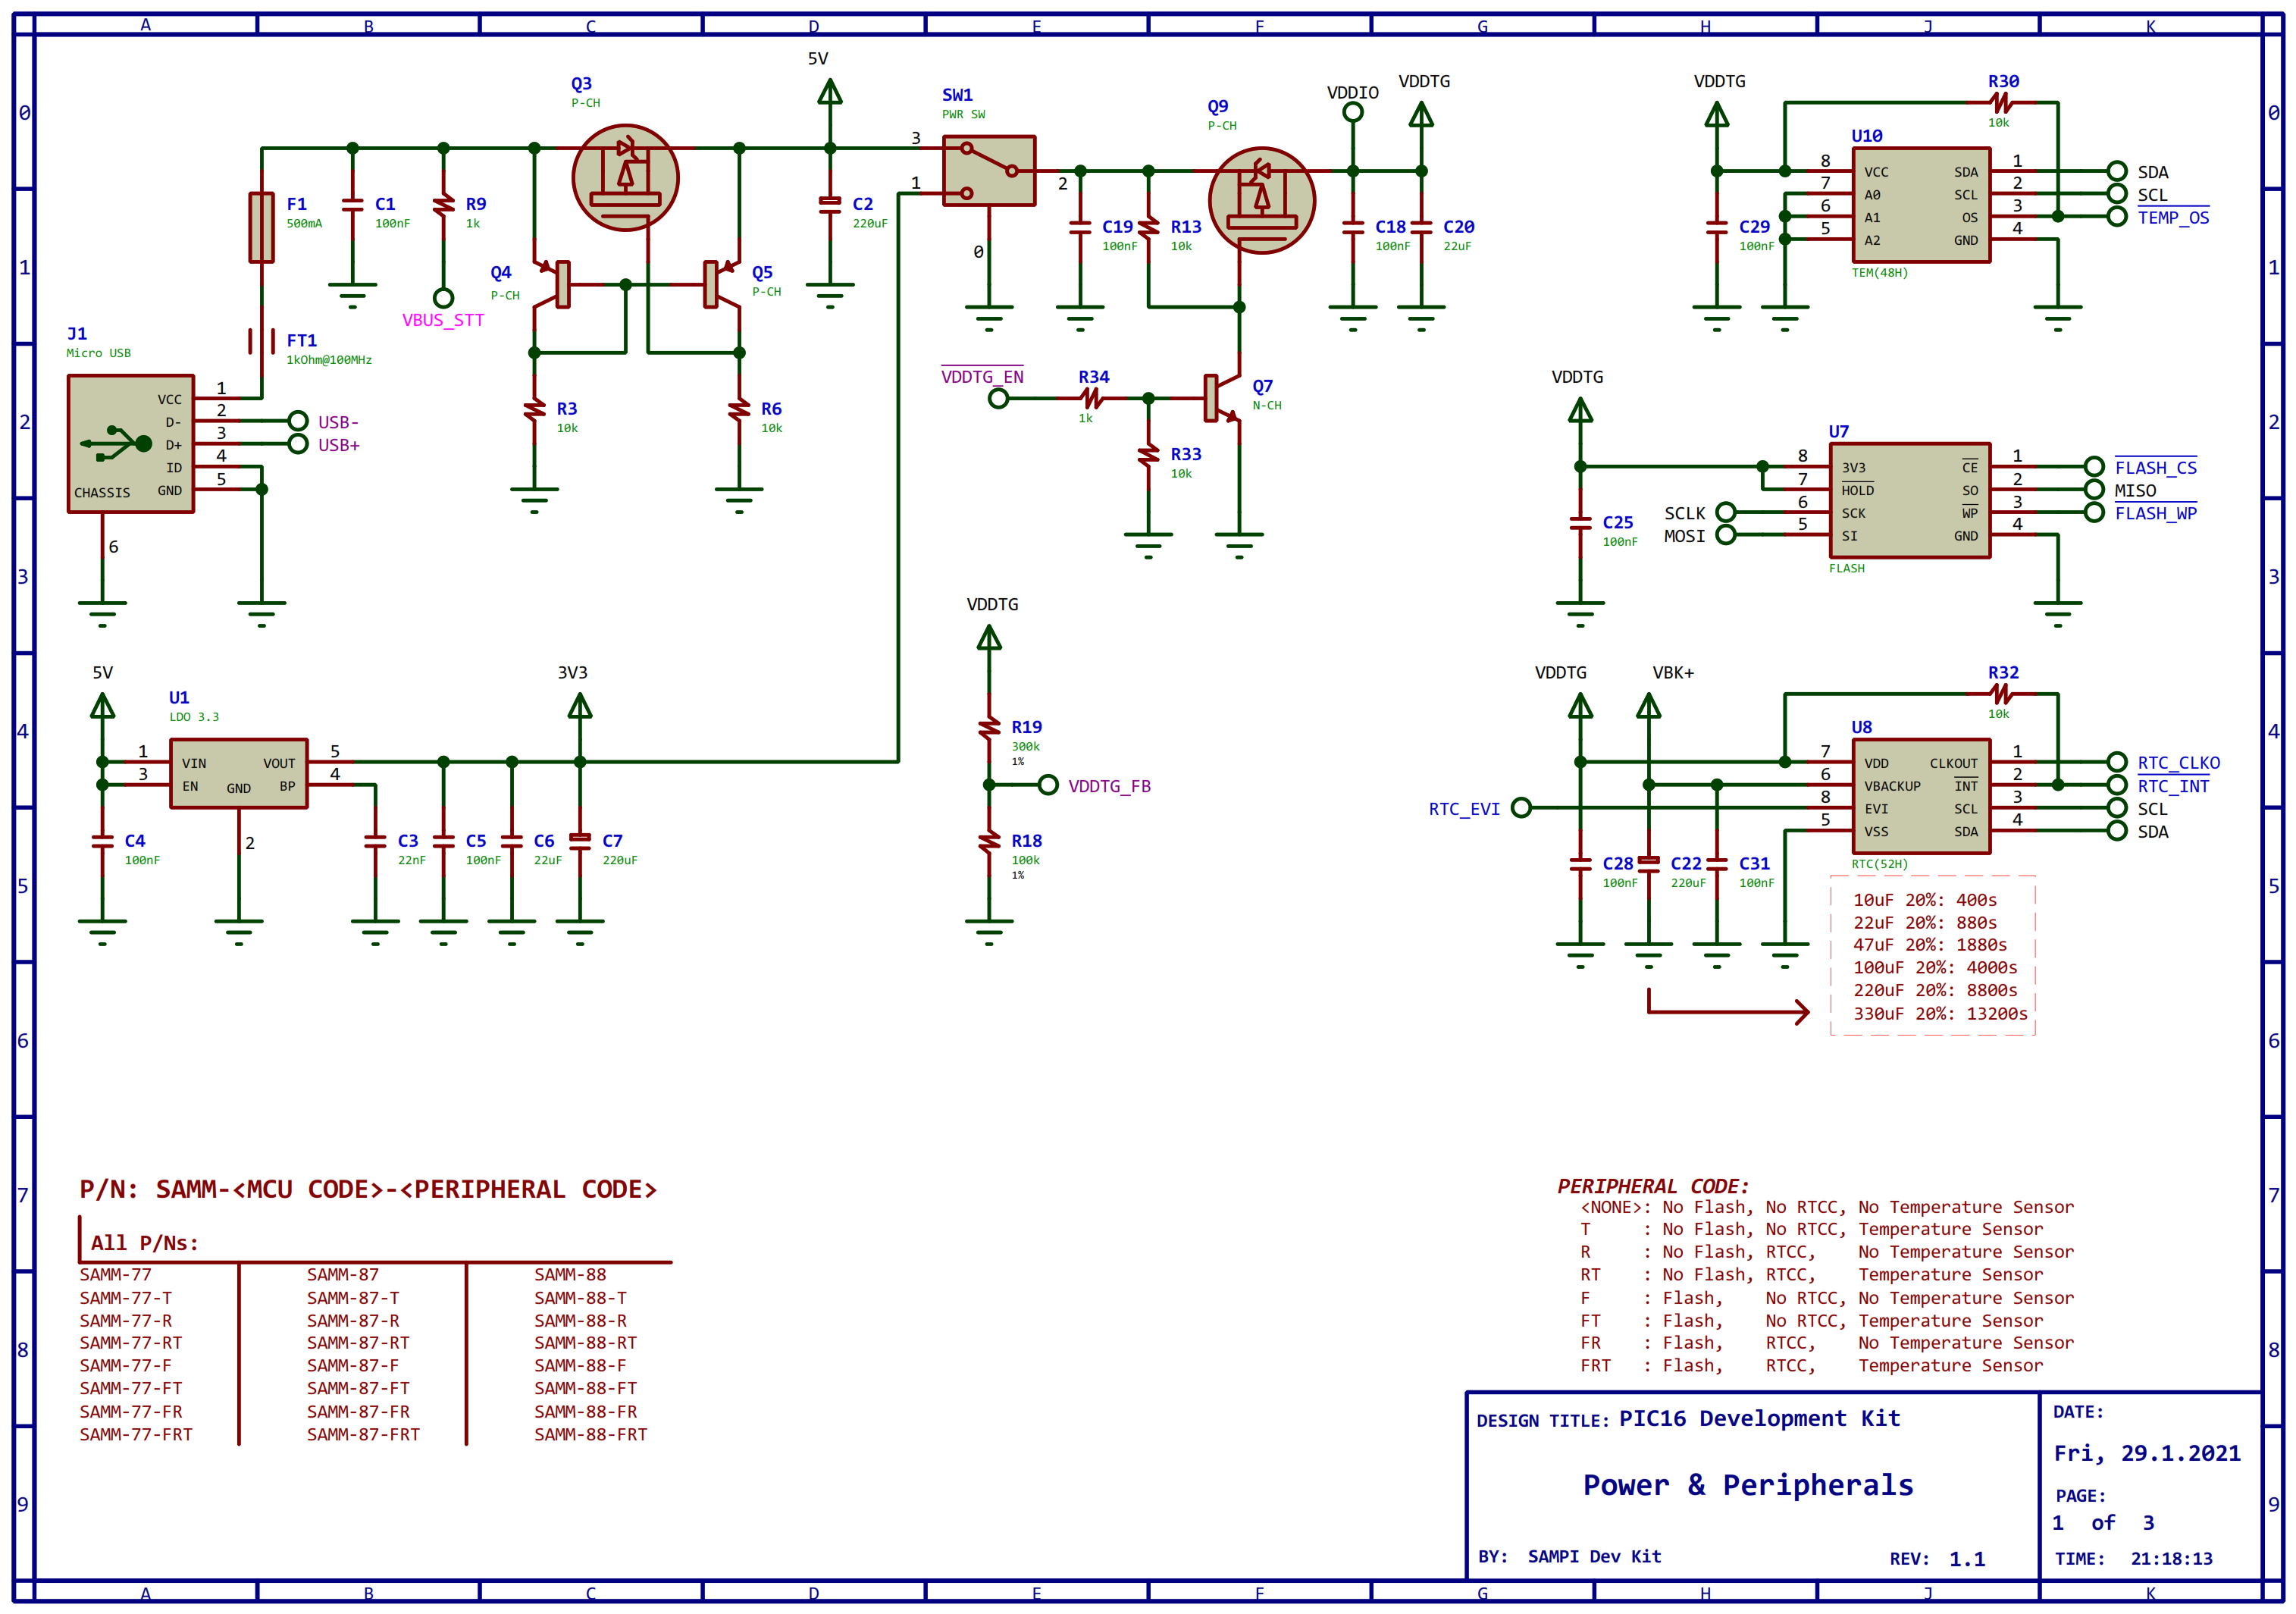 A B C D E F G H J K
0 0
1 1
2 2
3 3
4 4
5 5
6 6
7 7
8 8
9 9
J1
Micro USB
VCC 1
D- 2 USB-
D+ 3 USB+
ID 4
GND 5
CHASSIS
6
F1
500mA
FT1
1kOhm@100MHz
C1
100nF
R9
1k
VBUS_STT
Q3
P-CH
Q4
P-CH
Q5
P-CH
R3
10k
R6
10k
5V
C2
220uF
SW1
PWR SW
3
1
2
0
C19
100nF
R13
10k
Q9
P-CH
VDDIO
VDDTG
C18
100nF
C20
22uF
VDDTG_EN
R34
1k
R33
10k
Q7
N-CH
VDDTG
R30
10k
U10
8 VCC SDA 1 SDA
7 A0 SCL 2 SCL
6 A1 OS 3 TEMP_OS
5 A2 GND 4
TEM(48H)
C29
100nF
VDDTG
U7
8 3V3 CE 1 FLASH_CS
7 HOLD SO 2 MISO
SCLK 6 SCK WP 3 FLASH_WP
MOSI 5 SI GND 4
FLASH
C25
100nF
5V
U1
LDO 3.3
1 VIN VOUT 5
3 EN GND BP 4
2
3V3
C4
100nF
C3
22nF
C5
100nF
C6
22uF
C7
220uF
VDDTG
R19
300k
1%
VDDTG_FB
R18
100k
1%
VDDTG
VBK+
R32
10k
U8
7 VDD CLKOUT 1 RTC_CLKO
6 VBACKUP INT 2 RTC_INT
RTC_EVI 8 EVI SCL 3 SCL
5 VSS SDA 4 SDA
RTC(52H)
C28
100nF
C22
220uF
C31
100nF
10uF 20%: 400s
22uF 20%: 880s
47uF 20%: 1880s
100uF 20%: 4000s
220uF 20%: 8800s
330uF 20%: 13200s
P/N: SAMM-<MCU CODE>-<PERIPHERAL CODE>
All P/Ns:
SAMM-77 SAMM-87 SAMM-88
SAMM-77-T SAMM-87-T SAMM-88-T
SAMM-77-R SAMM-87-R SAMM-88-R
SAMM-77-RT SAMM-87-RT SAMM-88-RT
SAMM-77-F SAMM-87-F SAMM-88-F
SAMM-77-FT SAMM-87-FT SAMM-88-FT
SAMM-77-FR SAMM-87-FR SAMM-88-FR
SAMM-77-FRT SAMM-87-FRT SAMM-88-FRT
PERIPHERAL CODE:
<NONE>: No Flash, No RTCC, No Temperature Sensor
T : No Flash, No RTCC, Temperature Sensor
R : No Flash, RTCC, No Temperature Sensor
RT : No Flash, RTCC, Temperature Sensor
F : Flash, No RTCC, No Temperature Sensor
FT : Flash, No RTCC, Temperature Sensor
FR : Flash, RTCC, No Temperature Sensor
FRT : Flash, RTCC, Temperature Sensor
DESIGN TITLE: PIC16 Development Kit
Power & Peripherals
BY: SAMPI Dev Kit
REV: 1.1
DATE:
Fri, 29.1.2021
PAGE:
1 of 3
TIME: 21:18:13
A B C D E F G H J K